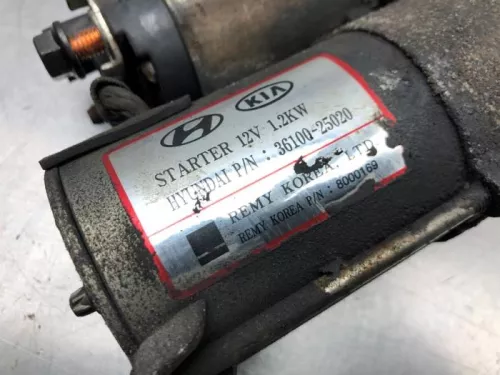 KIA
STARTER 12V 1.2KW
HYUNDAI P/N : 36100-25020
REMY KOREA. LTD
REMY KOREA P/N : 8000169